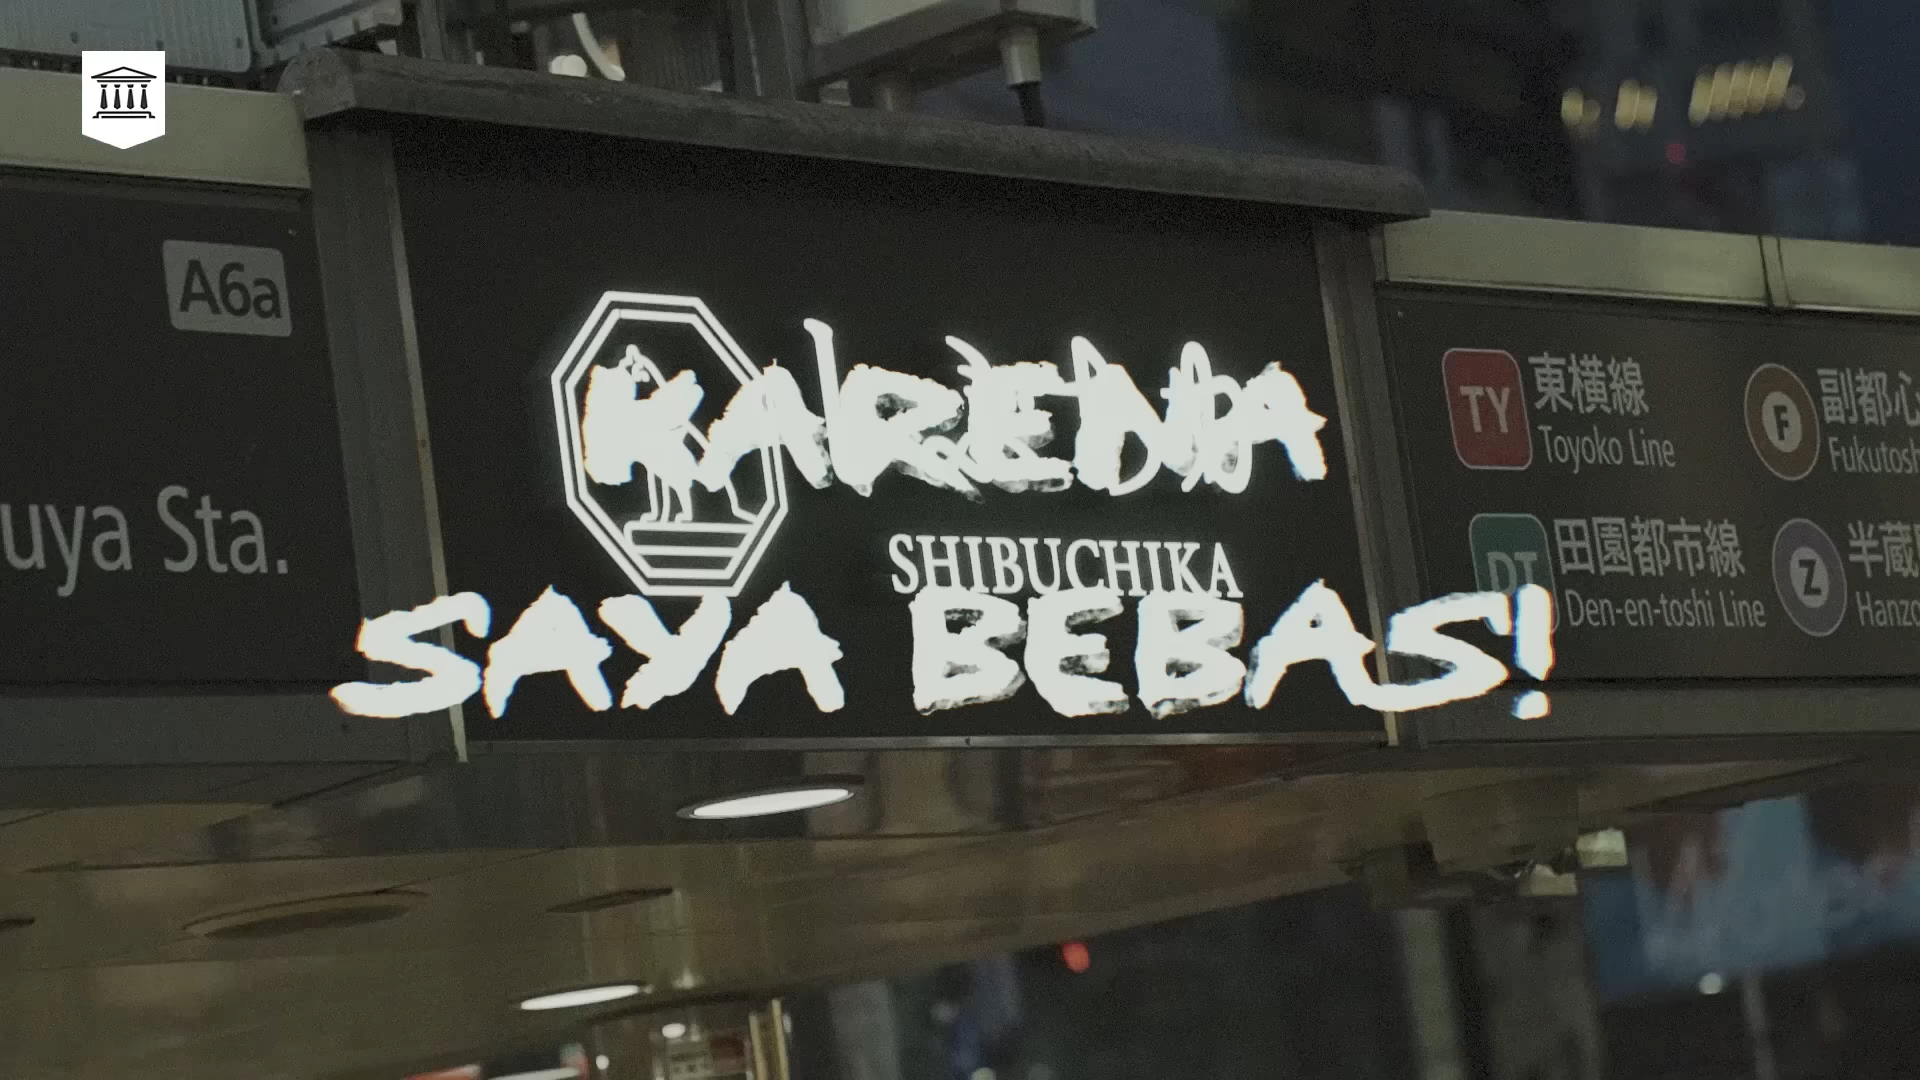 A6a
uya Sta.
KARENA
SHIBUCHIKA
SAYA BEBAS!
TY
東横線
Toyoko Line
F
副都心
Fukutosh
DT
田園都市線
Den-en-toshi Line
Z
半蔵
Hanzo